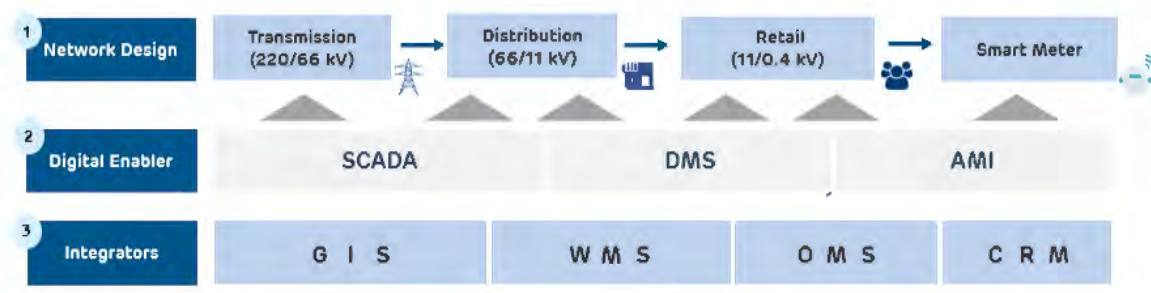 1
Network Design
Transmission
(220/66 kV)
Distribution
(66/11 kV)
Retail
(11/0.4 kV)
Smart Meter
2
Digital Enabler
SCADA
DMS
AMI
3
Integrators
G I S
W M S
O M S
C R M